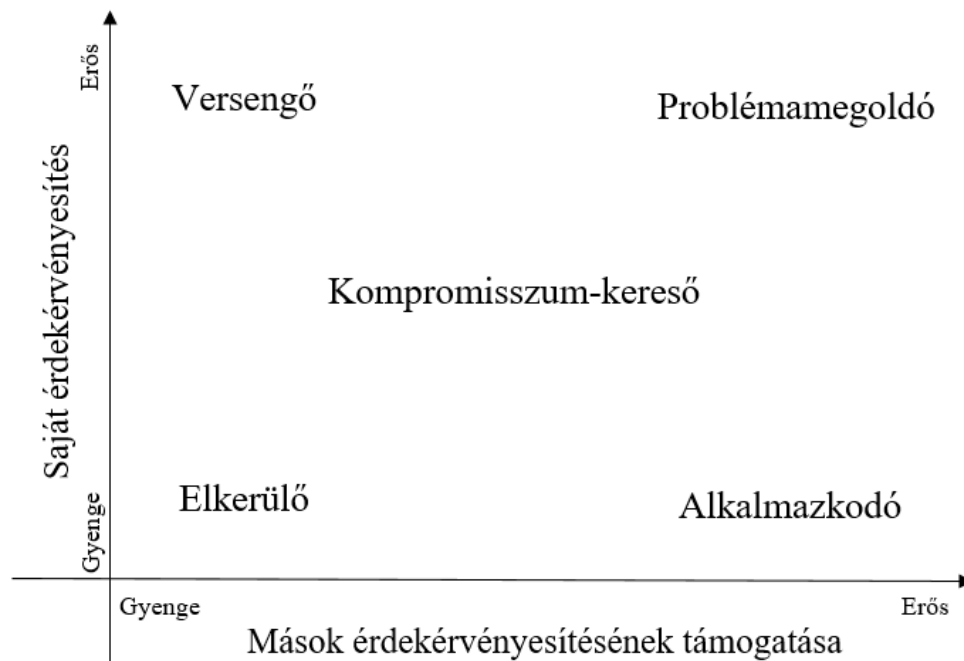 Erős
Versengő
Problémamegoldó
Saját érdekérvényesítés
Kompromisszum-kereső
Elkerülő
Alkalmazkodó
Gyenge
Gyenge
Erős
Mások érdekérvényesítésének támogatása